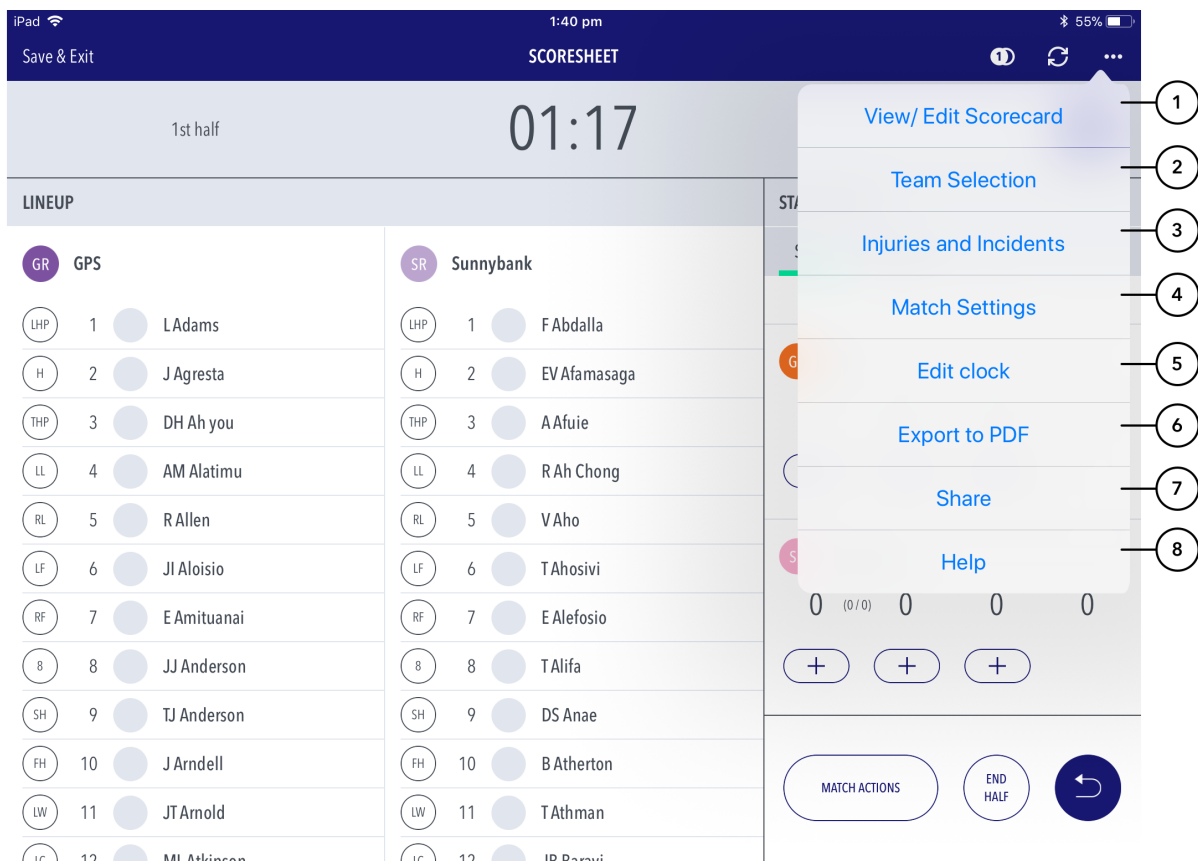 iPad 1:40 pm 55%
Save & Exit SCORESHEET 1
1st half 01:17
View/ Edit Scorecard 1
Team Selection 2
Injuries and Incidents 3
Match Settings 4
Edit clock 5
Export to PDF 6
Share 7
Help 8
LINEUP
GR GPS
LHP 1 L Adams
H 2 J Agresta
THP 3 DH Ah you
LL 4 AM Alatimu
RL 5 R Allen
LF 6 JI Aloisio
RF 7 E Amituanai
8 8 JJ Anderson
SH 9 TJ Anderson
FH 10 J Arndell
LW 11 JT Arnold
12
SR Sunnybank
LHP 1 F Abdalla
H 2 EV Afamasaga
THP 3 A Afuie
LL 4 R Ah Chong
RL 5 V Aho
LF 6 T Ahosivi
RF 7 E Alefosio
8 8 T Alifa
SH 9 DS Anae
FH 10 B Atherton
LW 11 T Athman
12
STA
S
G
S
0 (0 / 0) 0 0 0
+ + +
MATCH ACTIONS
END
HALF